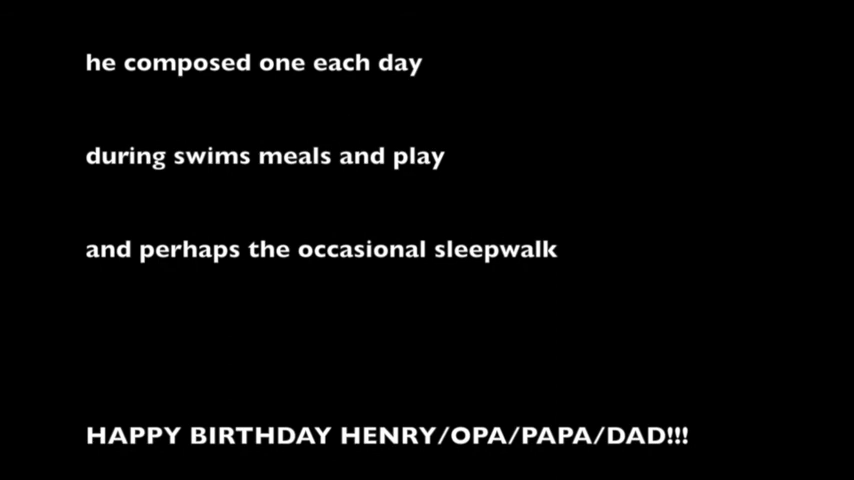 he composed one each day
during swims meals and play
and perhaps the occasional sleepwalk
HAPPY BIRTHDAY HENRY/OPA/PAPA/DAD!!!